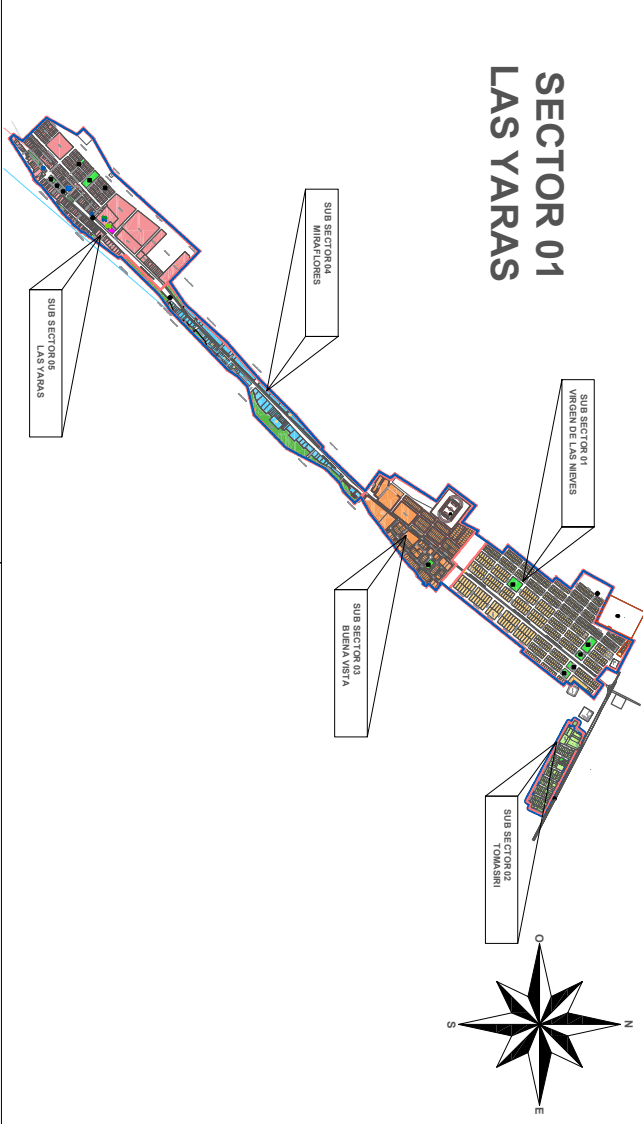 SECTOR 01
LAS YARAS
SUB SECTOR 04
MIRAFLORES
SUB SECTOR 05
LAS YARAS
SUB SECTOR 01
VIRGEN DE LAS NIEVES
SUB SECTOR 03
BUENA VISTA
SUB SECTOR 02
TOMASIRI
N
O
E
S